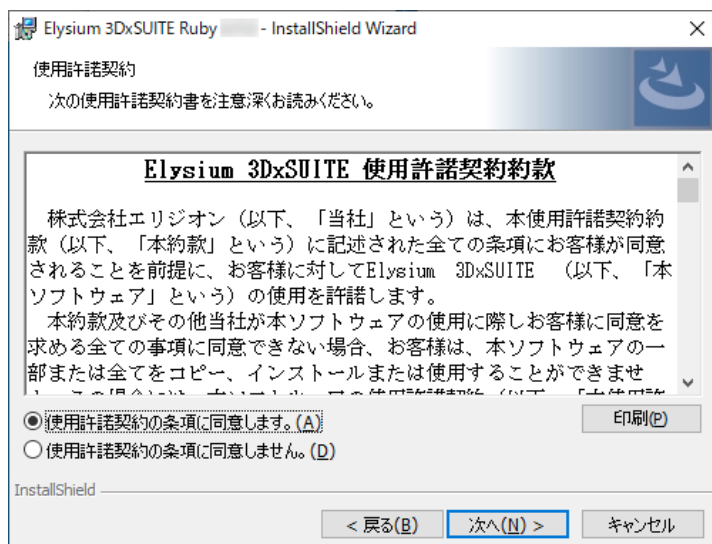 Elysium 3DxSUITE Ruby - InstallShield Wizard
使用許諾契約
次の使用許諾契約書を注意深くお読みください。
Elysium 3DxSUITE 使用許諾契約約款
株式会社エリジオン（以下、「当社」という）は、本使用許諾契約約
款（以下、「本約款」という）に記述された全ての条項にお客様が同意
されることを前提に、お客様に対してElysium 3DxSUITE （以下、「本
ソフトウェア」という）の使用を許諾します。
本約款及びその他当社が本ソフトウェアの使用に際しお客様に同意を
求める全ての事項に同意できない場合、お客様は、本ソフトウェアの一
部または全てをコピー、インストールまたは使用することができませ
使用許諾契約の条項に同意します。(A)
印刷(P)
使用許諾契約の条項に同意しません。(D)
InstallShield
< 戻る(B)
次へ(N) >
キャンセル